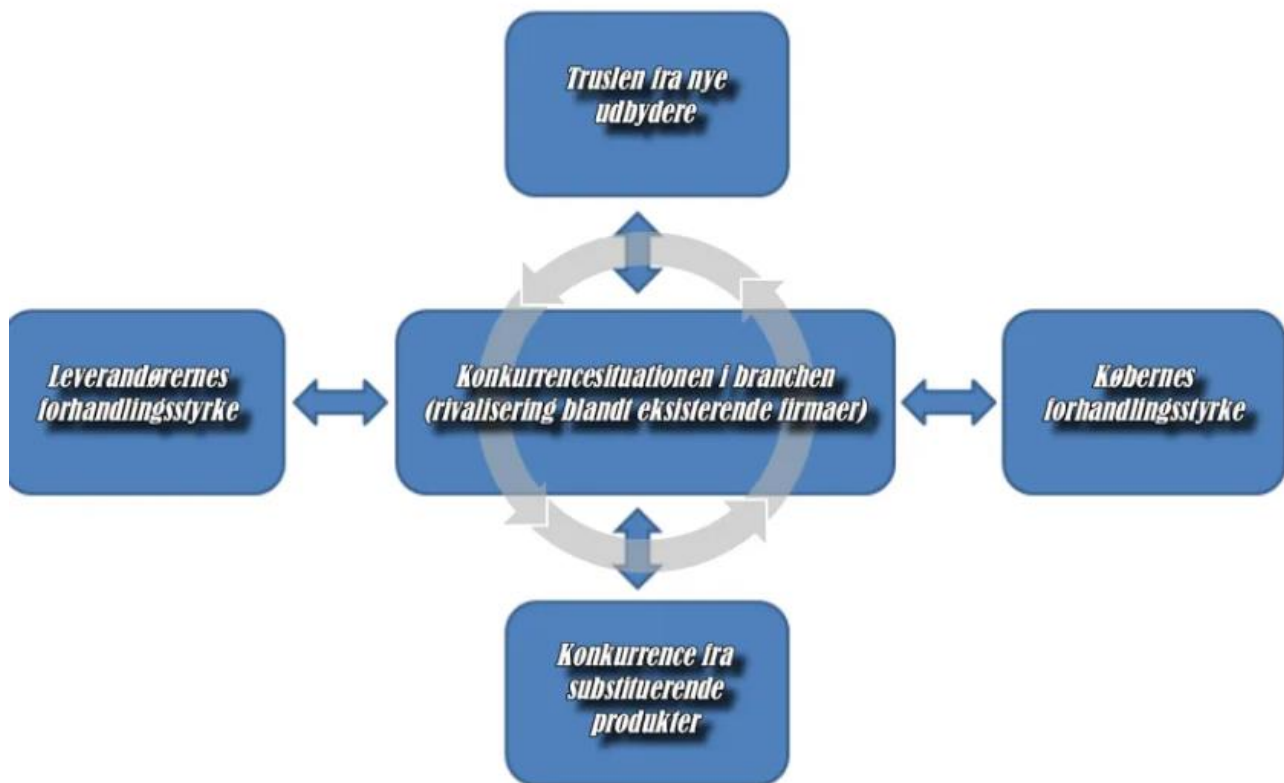 Truslen fra nye
udbydere
Leverandørernes
forhandlingsstyrke
Konkurrencesituationen i branchen
(rivalisering blandt eksisterende firmaer)
Købernes
forhandlingsstyrke
Konkurrence fra
substituerende
produkter